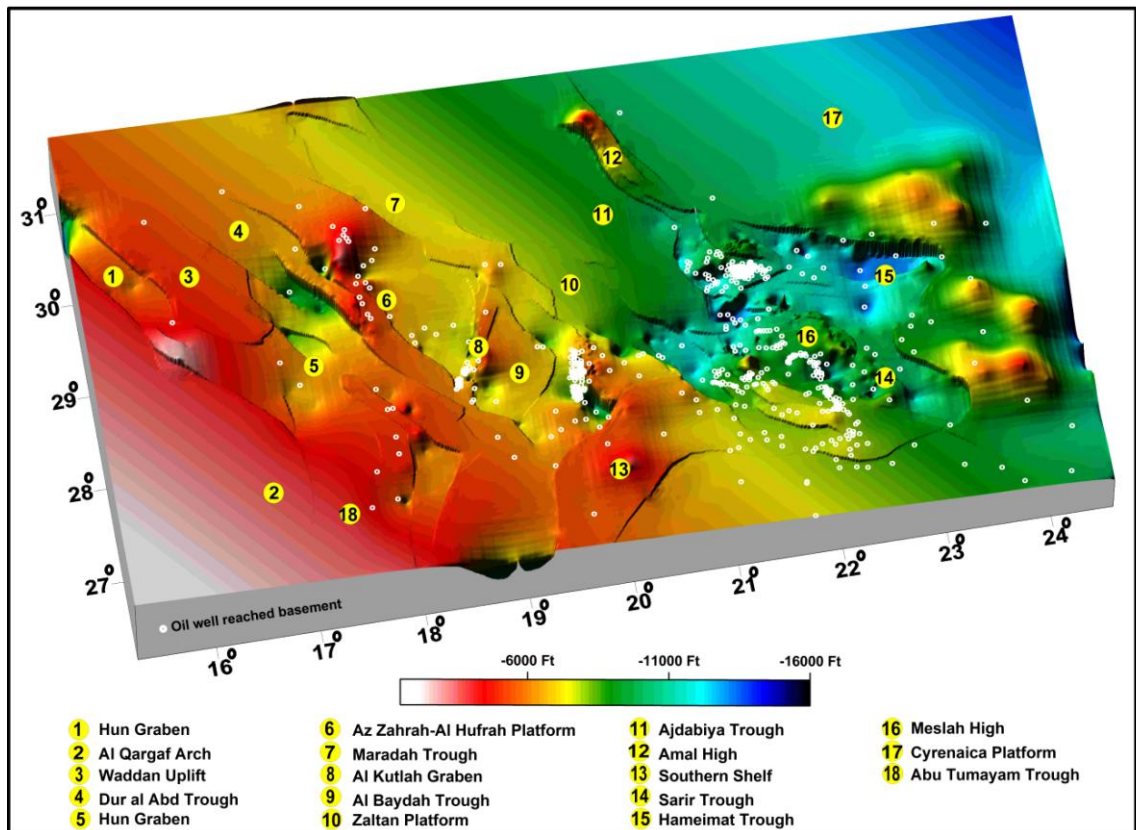 17
12
7
11
4
1
3
15
6
10
16
8
5
9
14
13
2
18
31°
30°
29°
28°
27°
16°
17°
18°
19°
20°
21°
22°
23°
24°
Oil well reached basement
-6000 Ft -11000 Ft -16000 Ft
1 Hun Graben
2 Al Qargaf Arch
3 Waddan Uplift
4 Dur al Abd Trough
5 Hun Graben
6 Az Zahrah-Al Hufrah Platform
7 Maradah Trough
8 Al Kutlah Graben
9 Al Baydah Trough
10 Zaltan Platform
11 Ajdabiya Trough
12 Amal High
13 Southern Shelf
14 Sarir Trough
15 Hameimat Trough
16 Meslah High
17 Cyrenaica Platform
18 Abu Tumayam Trough